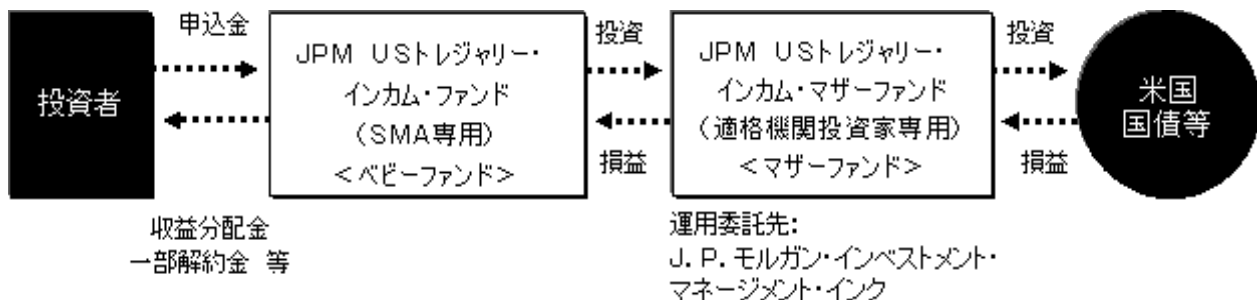 投資者
申込金
収益分配金
一部解約金 等
JPM USトレジャリー・
インカム・ファンド
(SMA専用)
<ベビーファンド>
投資
損益
JPM USトレジャリー・
インカム・マザーファンド
(適格機関投資家専用)
<マザーファンド>
運用委託先:
J.P.モルガン・インベストメント・
マネージメント・インク
投資
損益
米国
国債等